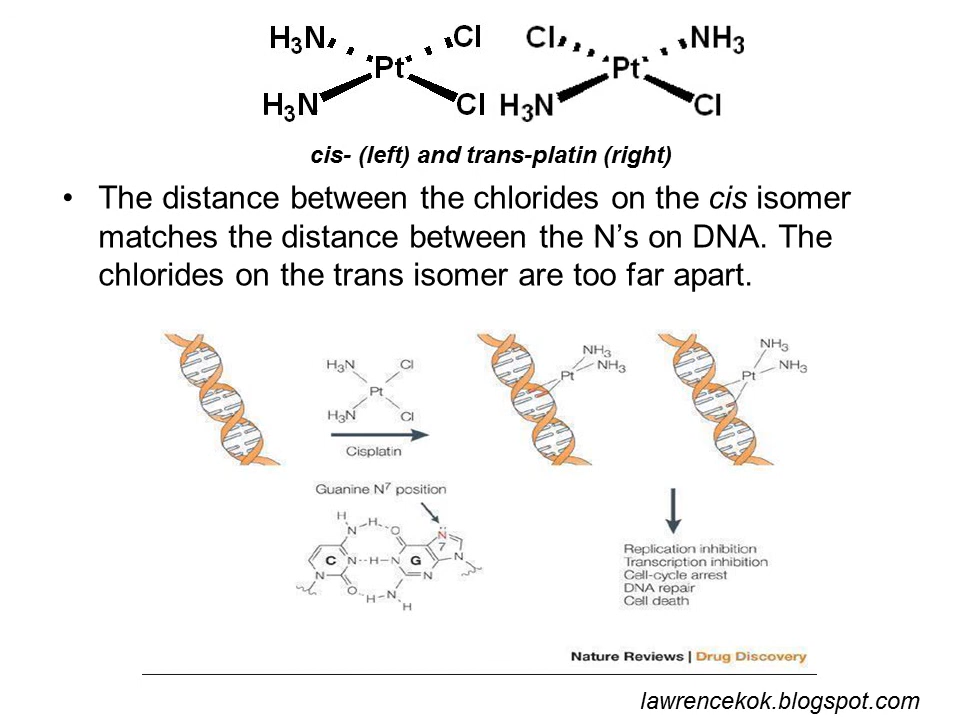 H₃N Cl Cl NH₃
Pt Pt
H₃N Cl H₃N Cl
cis- (left) and trans-platin (right)
• The distance between the chlorides on the cis isomer
matches the distance between the N's on DNA. The
chlorides on the trans isomer are too far apart.
H₃N Cl
Pt
H₃N Cl
Cisplatin
NH₃
Pt NH₃
NH₃
Pt NH₃
Guanine N⁷ position
H
N H O N
7
C N H N G N
N N
O H N H
H
Replication inhibition
Transcription inhibition
Cell-cycle arrest
DNA repair
Cell death
Nature Reviews | Drug Discovery
lawrencekok.blogspot.com